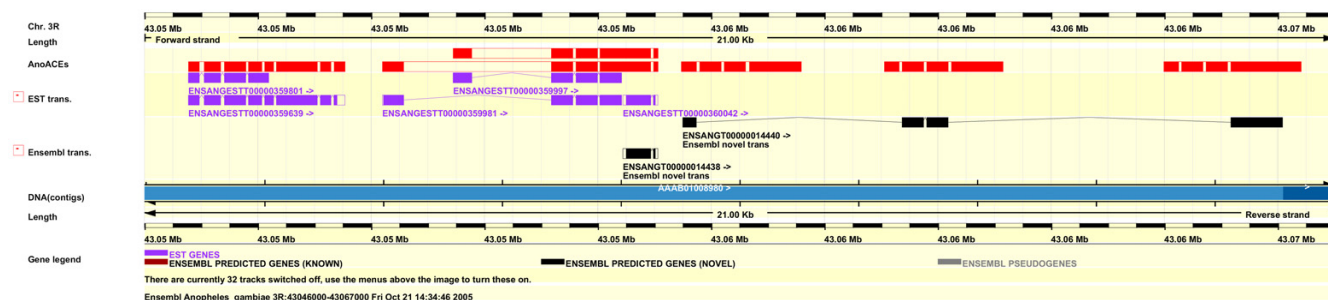 Chr. 3R 43.05 Mb 43.05 Mb 43.05 Mb 43.05 Mb 43.05 Mb 43.06 Mb 43.06 Mb 43.06 Mb 43.06 Mb 43.07 Mb
Length Forward strand 21.00 Kb
AnoACEs
ENSANGESTT00000359801 -> ENSANGESTT00000359997 ->
EST trans.
ENSANGESTT00000359639 -> ENSANGESTT00000359981 -> ENSANGESTT00000360042 ->
ENSANGT00000014440 ->
Ensembl novel trans
Ensembl trans.
ENSANGT00000014438 ->
Ensembl novel trans
DNA(contigs) AAAB01008980 > >
Length 21.00 Kb Reverse strand
43.05 Mb 43.05 Mb 43.05 Mb 43.05 Mb 43.05 Mb 43.06 Mb 43.06 Mb 43.06 Mb 43.06 Mb 43.07 Mb
Gene legend EST GENES
ENSEMBL PREDICTED GENES (KNOWN) ENSEMBL PREDICTED GENES (NOVEL) ENSEMBL PSEUDOGENES
There are currently 32 tracks switched off, use the menus above the image to turn these on.
Ensembl Anopheles_gambiae 3R:43046000-43067000 Fri Oct 21 14:34:46 2005